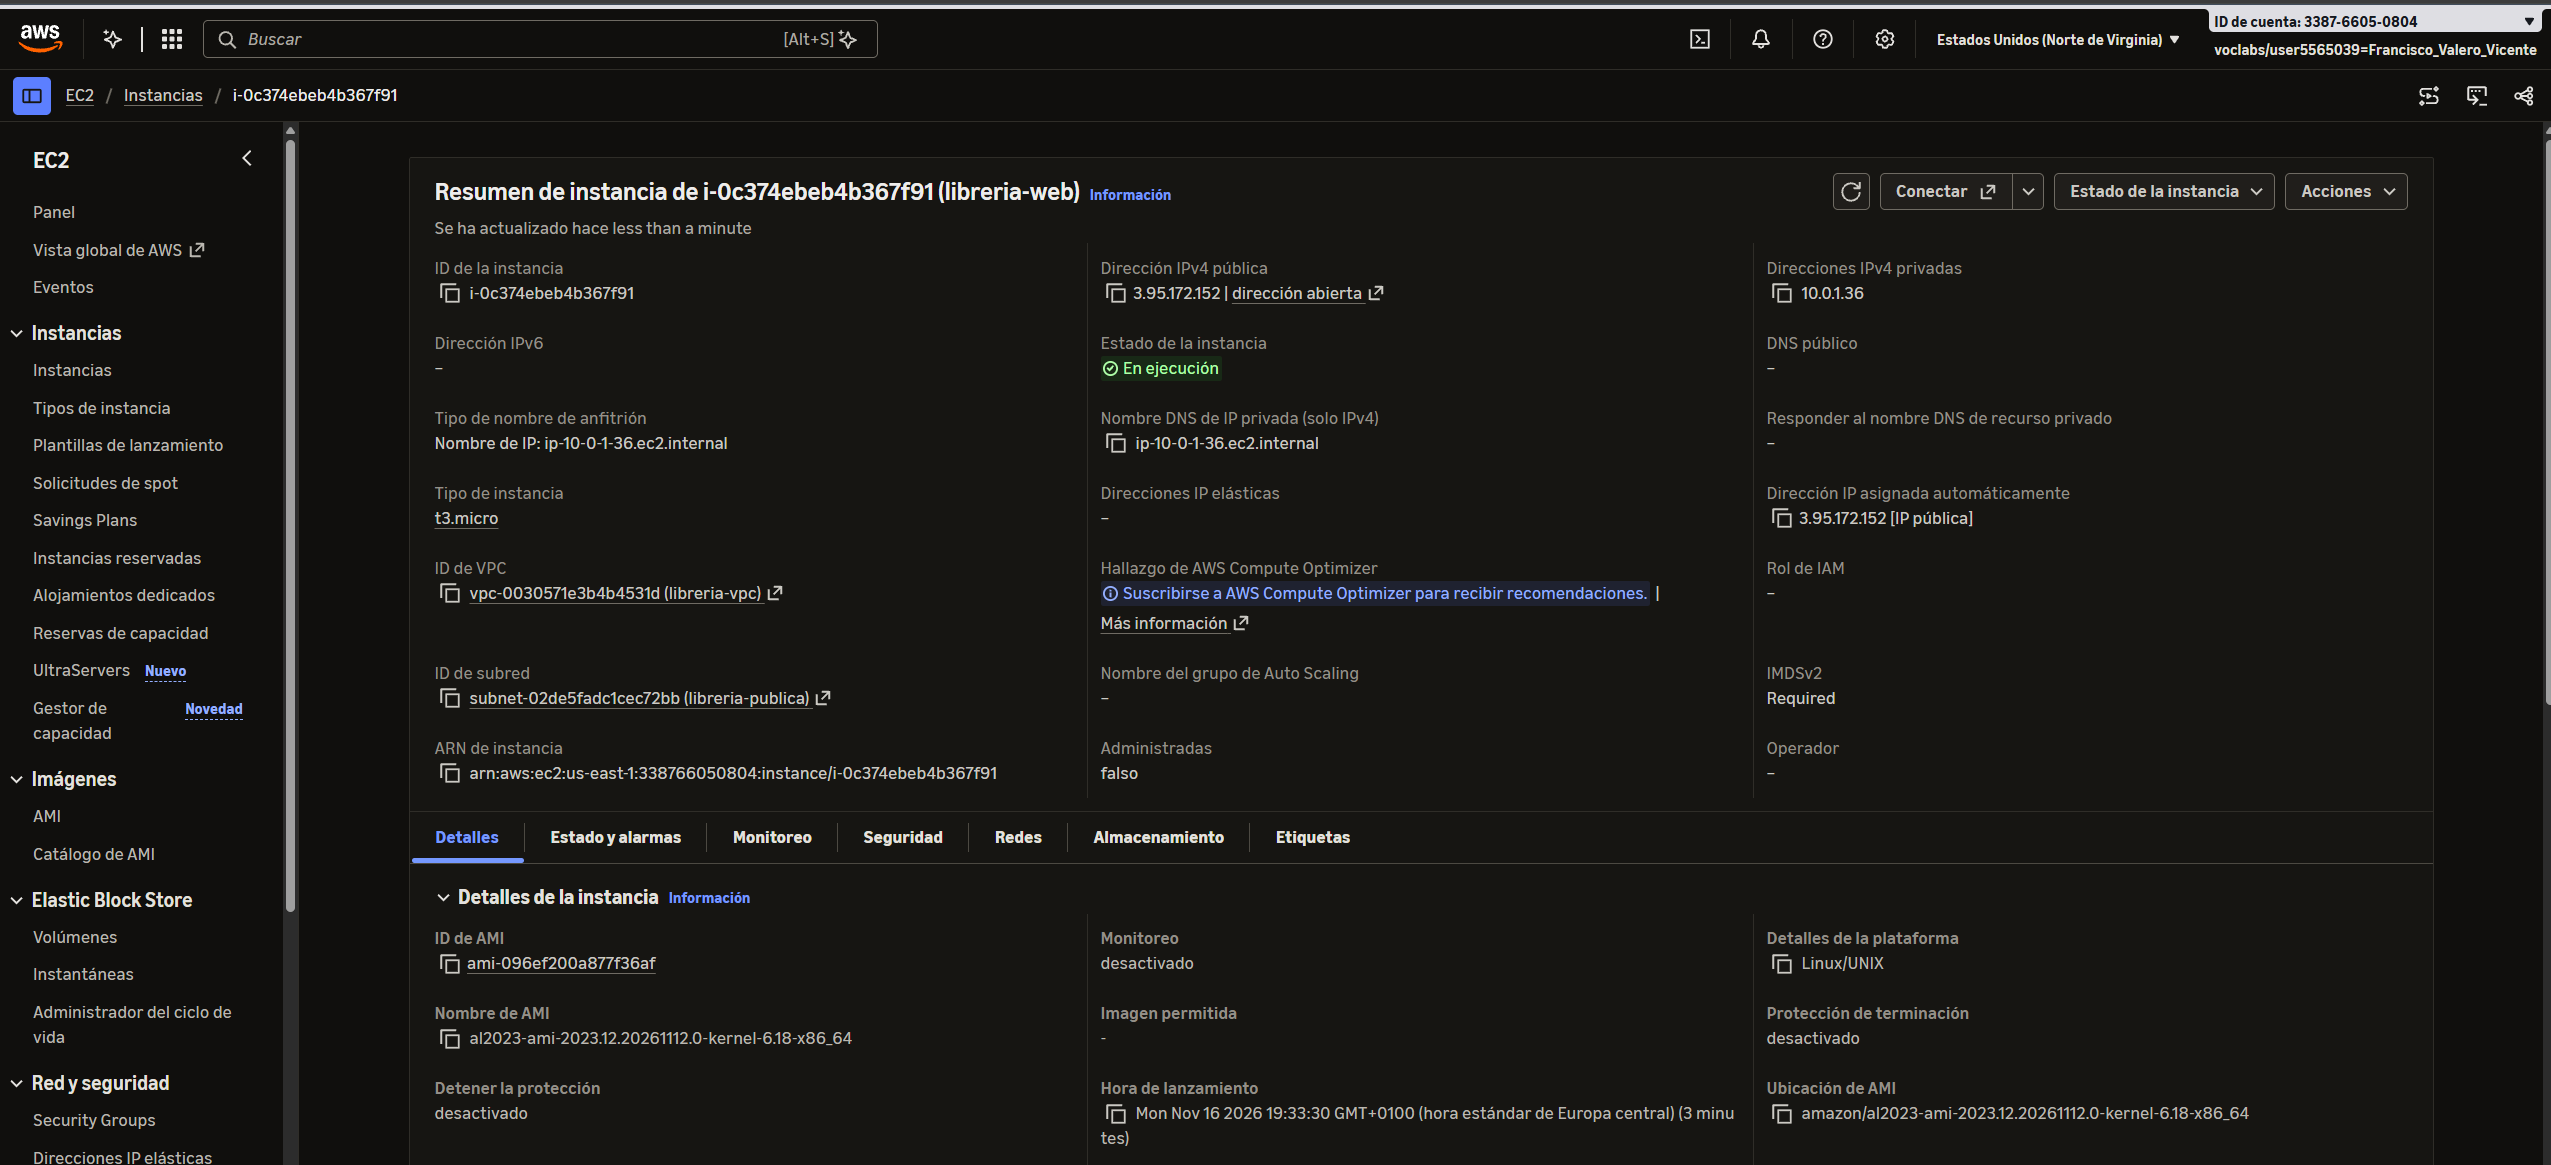 aws
Buscar
[Alt+S]
Estados Unidos (Norte de Virginia)
ID de cuenta: 3387-6605-0804
voclabs/user5565039=Francisco_Valero_Vicente
EC2 / Instancias / i-0c374ebeb4b367f91
EC2
Panel
Vista global de AWS
Eventos
Instancias
Instancias
Tipos de instancia
Plantillas de lanzamiento
Solicitudes de spot
Savings Plans
Instancias reservadas
Alojamientos dedicados
Reservas de capacidad
UltraServers Nuevo
Gestor de Novedad
capacidad
Imágenes
AMI
Catálogo de AMI
Elastic Block Store
Volúmenes
Instantáneas
Administrador del ciclo de
vida
Red y seguridad
Security Groups
Direcciones IP elásticas
Resumen de instancia de i-0c374ebeb4b367f91 (libreria-web) Información
Conectar
Estado de la instancia
Acciones
Se ha actualizado hace less than a minute
ID de la instancia
i-0c374ebeb4b367f91
Dirección IPv4 pública
3.95.172.152 | dirección abierta
Direcciones IPv4 privadas
10.0.1.36
Dirección IPv6
–
Estado de la instancia
En ejecución
DNS público
–
Tipo de nombre de anfitrión
Nombre de IP: ip-10-0-1-36.ec2.internal
Nombre DNS de IP privada (solo IPv4)
ip-10-0-1-36.ec2.internal
Responder al nombre DNS de recurso privado
–
Tipo de instancia
t3.micro
Direcciones IP elásticas
–
Dirección IP asignada automáticamente
3.95.172.152 [IP pública]
ID de VPC
vpc-0030571e3b4b4531d (libreria-vpc)
Hallazgo de AWS Compute Optimizer
Suscribirse a AWS Compute Optimizer para recibir recomendaciones. |
Más información
Rol de IAM
–
ID de subred
subnet-02de5fadc1cec72bb (libreria-publica)
Nombre del grupo de Auto Scaling
–
IMDSv2
Required
ARN de instancia
arn:aws:ec2:us-east-1:338766050804:instance/i-0c374ebeb4b367f91
Administradas
falso
Operador
–
Detalles
Estado y alarmas
Monitoreo
Seguridad
Redes
Almacenamiento
Etiquetas
Detalles de la instancia Información
ID de AMI
ami-096ef200a877f36af
Monitoreo
desactivado
Detalles de la plataforma
Linux/UNIX
Nombre de AMI
al2023-ami-2023.12.20261112.0-kernel-6.18-x86_64
Imagen permitida
-
Protección de terminación
desactivado
Detener la protección
desactivado
Hora de lanzamiento
Mon Nov 16 2026 19:33:30 GMT+0100 (hora estándar de Europa central) (3 minu
tes)
Ubicación de AMI
amazon/al2023-ami-2023.12.20261112.0-kernel-6.18-x86_64